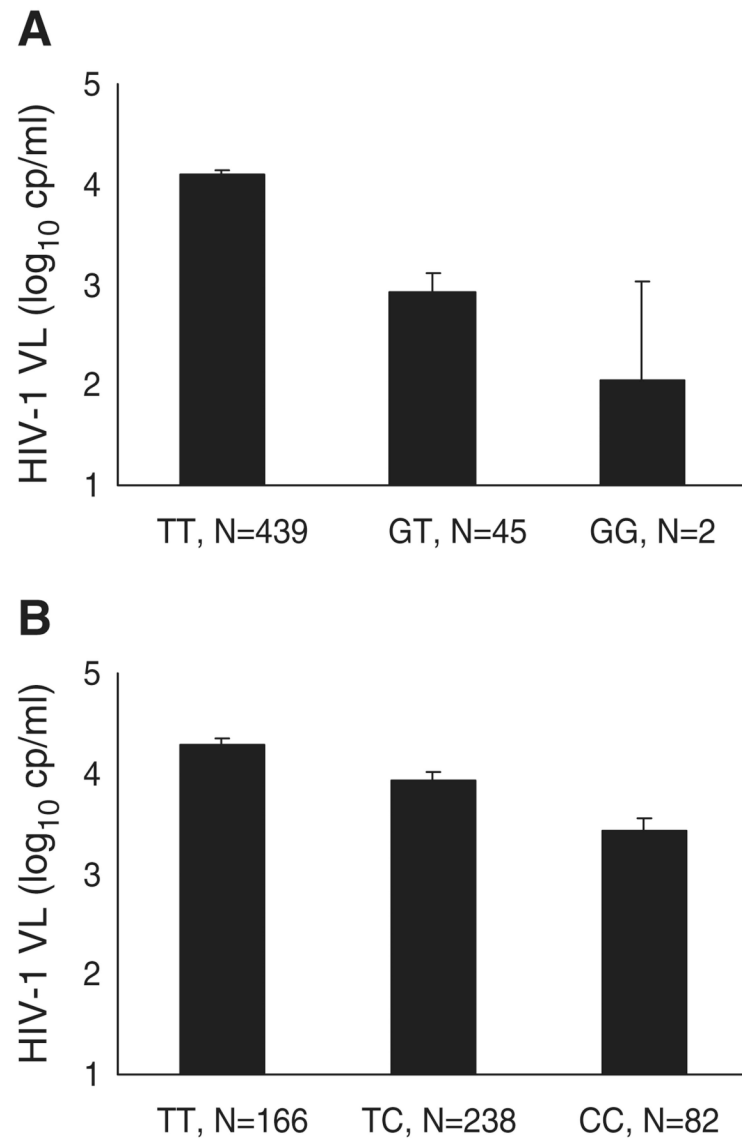 A
HIV-1 VL (log₁₀ cp/ml)
5
4
3
2
1
TT, N=439 GT, N=45 GG, N=2
B
HIV-1 VL (log₁₀ cp/ml)
5
4
3
2
1
TT, N=166 TC, N=238 CC, N=82